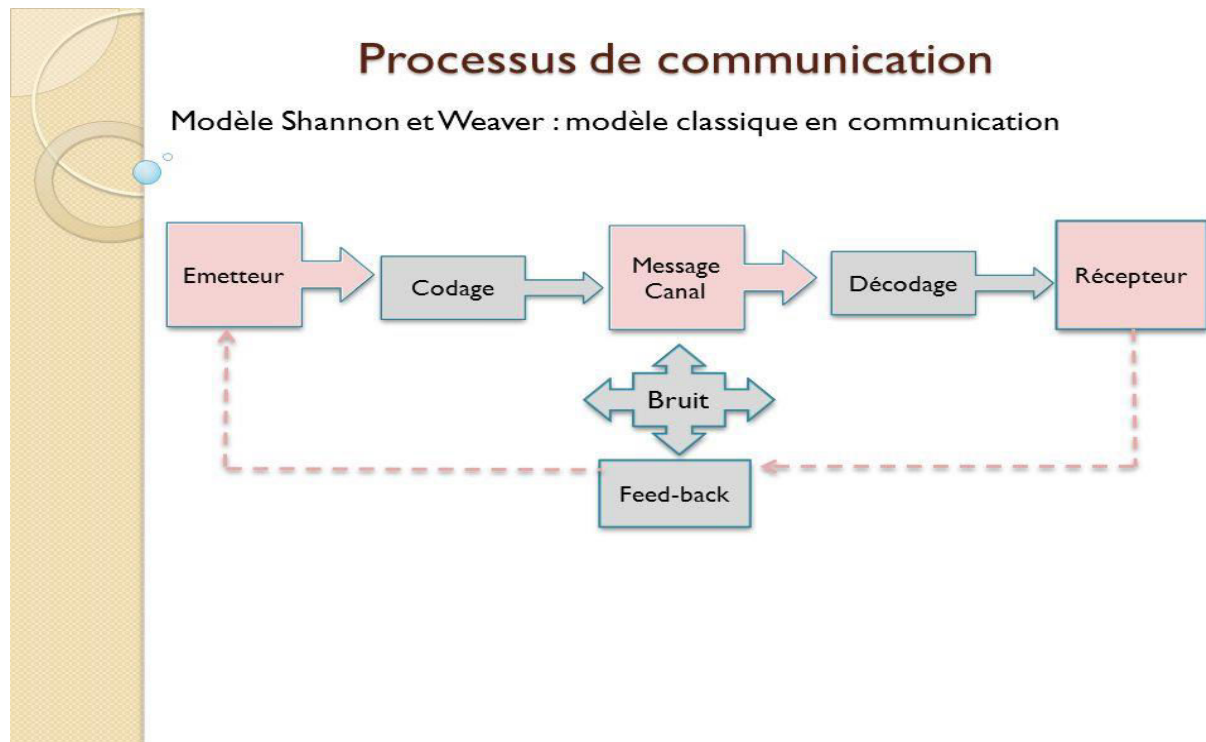 Processus de communication
Modèle Shannon et Weaver : modèle classique en communication
Emetteur
Codage
Message
Canal
Décodage
Récepteur
Bruit
Feed-back